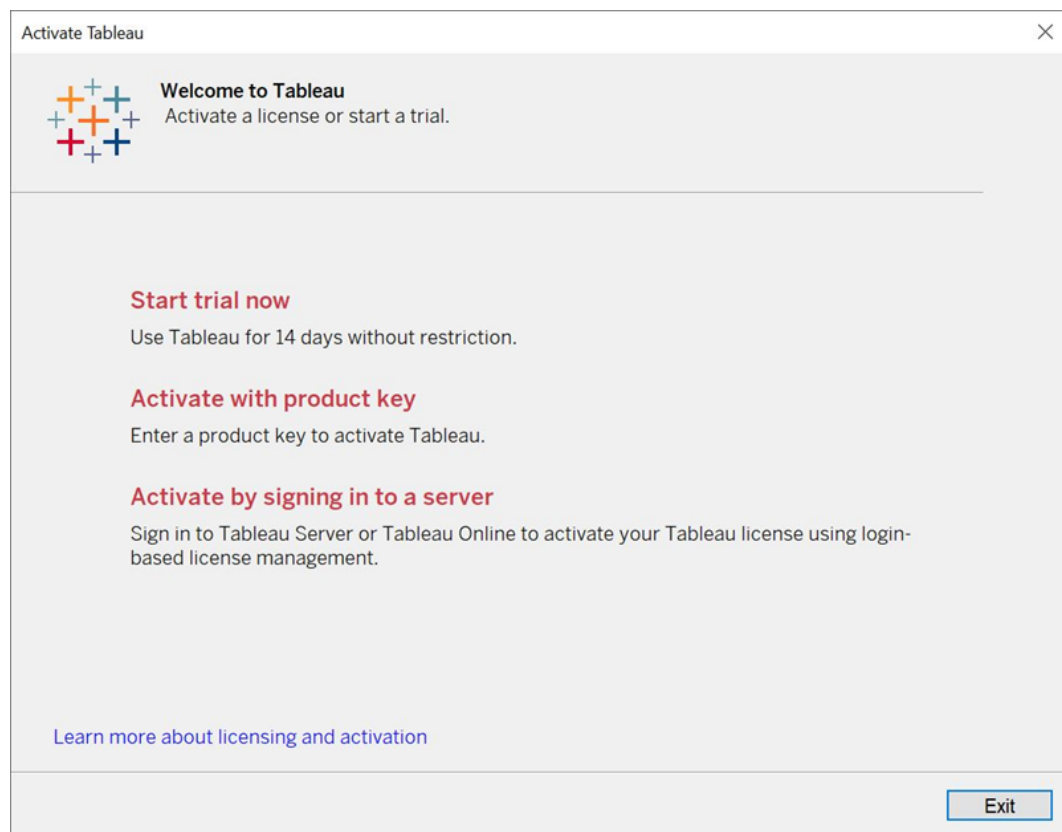 Activate Tableau
Welcome to Tableau
Activate a license or start a trial.
Start trial now
Use Tableau for 14 days without restriction.
Activate with product key
Enter a product key to activate Tableau.
Activate by signing in to a server
Sign in to Tableau Server or Tableau Online to activate your Tableau license using login-
based license management.
Learn more about licensing and activation
Exit